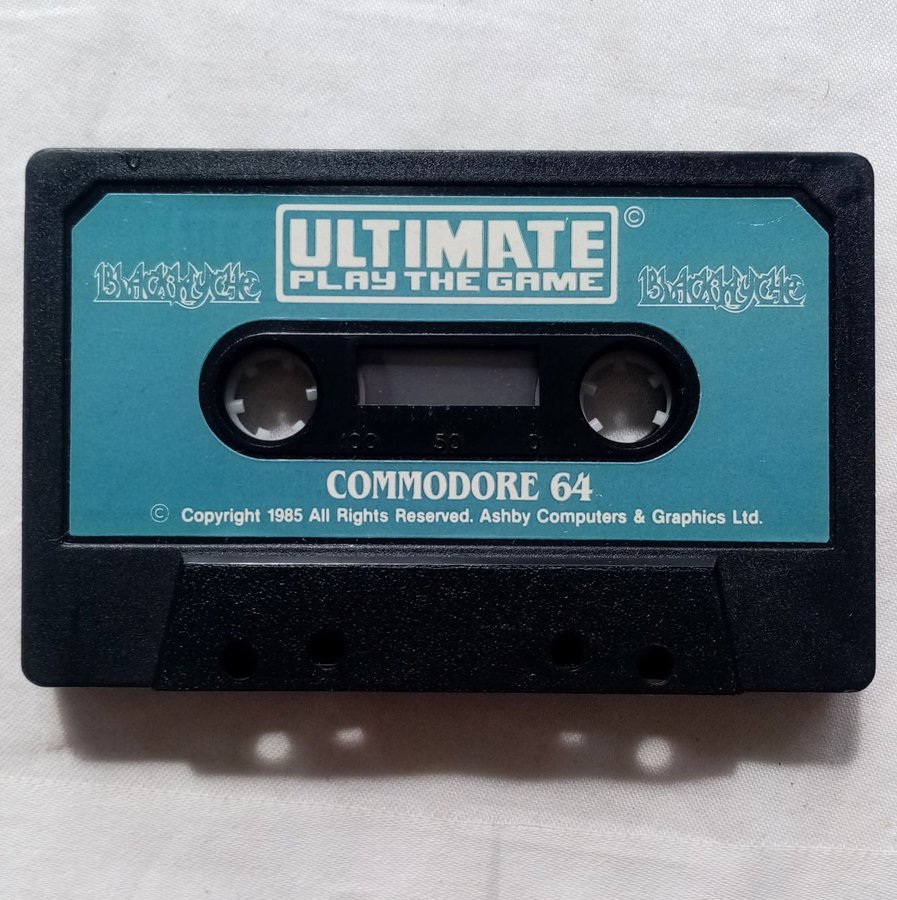 ULTIMATE ©
PLAY THE GAME
BLACKWYCHE
BLACKWYCHE
100 50 0
COMMODORE 64
© Copyright 1985 All Rights Reserved. Ashby Computers & Graphics Ltd.